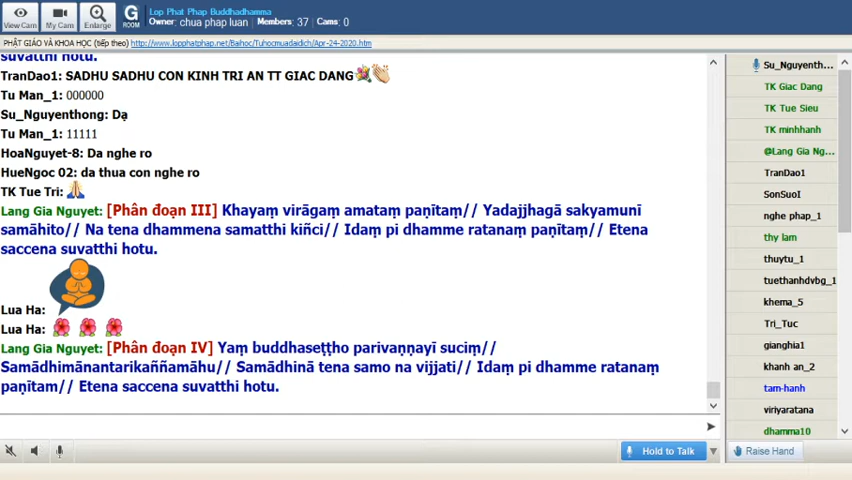 View Cam
My Cam
Enlarge
G
ROOM
Lop Phat Phap Buddhadhamma
Owner: chua phap luan Members: 37 Cams: 0
PHẬT GIÁO VÀ KHOA HỌC (tiếp theo) http://www.lopphatphap.net/Baihoc/Tuhocmuadaidich/Apr-24-2020.htm
suvatthi hotu.
TranDao1: SADHU SADHU CON KINH TRI AN TT GIAC DANG
Tu Man_1: 000000
Su_Nguyenthong: Dạ
Tu Man_1: 11111
HoaNguyet-8: Da nghe ro
HueNgoc 02: da thua con nghe ro
TK Tue Tri:
Lang Gia Nguyet: [Phân đoạn III] Khayaṃ virāgaṃ amataṃ paṇītaṃ// Yadajjhagā sakyamunī
samāhito// Na tena dhammena samatthi kiñci// Idaṃ pi dhamme ratanaṃ paṇītaṃ// Etena
saccena suvatthi hotu.
Lua Ha:
Lua Ha:
Lang Gia Nguyet: [Phân đoạn IV] Yaṃ buddhaseṭṭho parivaṇṇayī suciṃ//
Samādhimānantarikaññamāhu// Samādhinā tena samo na vijjati// Idaṃ pi dhamme ratanaṃ
paṇītaṃ// Etena saccena suvatthi hotu.
Hold to Talk
Su_Nguyenth...
TK Giac Dang
TK Tue Sieu
TK minhhanh
@Lang Gia Ng...
TranDao1
SonSuoI
nghe phap_1
thy lam
thuytu_1
tuethanhdvbg_1
khema_5
Tri_Tuc
gianghia1
khanh an_2
tam-hanh
viriyaratana
dhamma10
Raise Hand